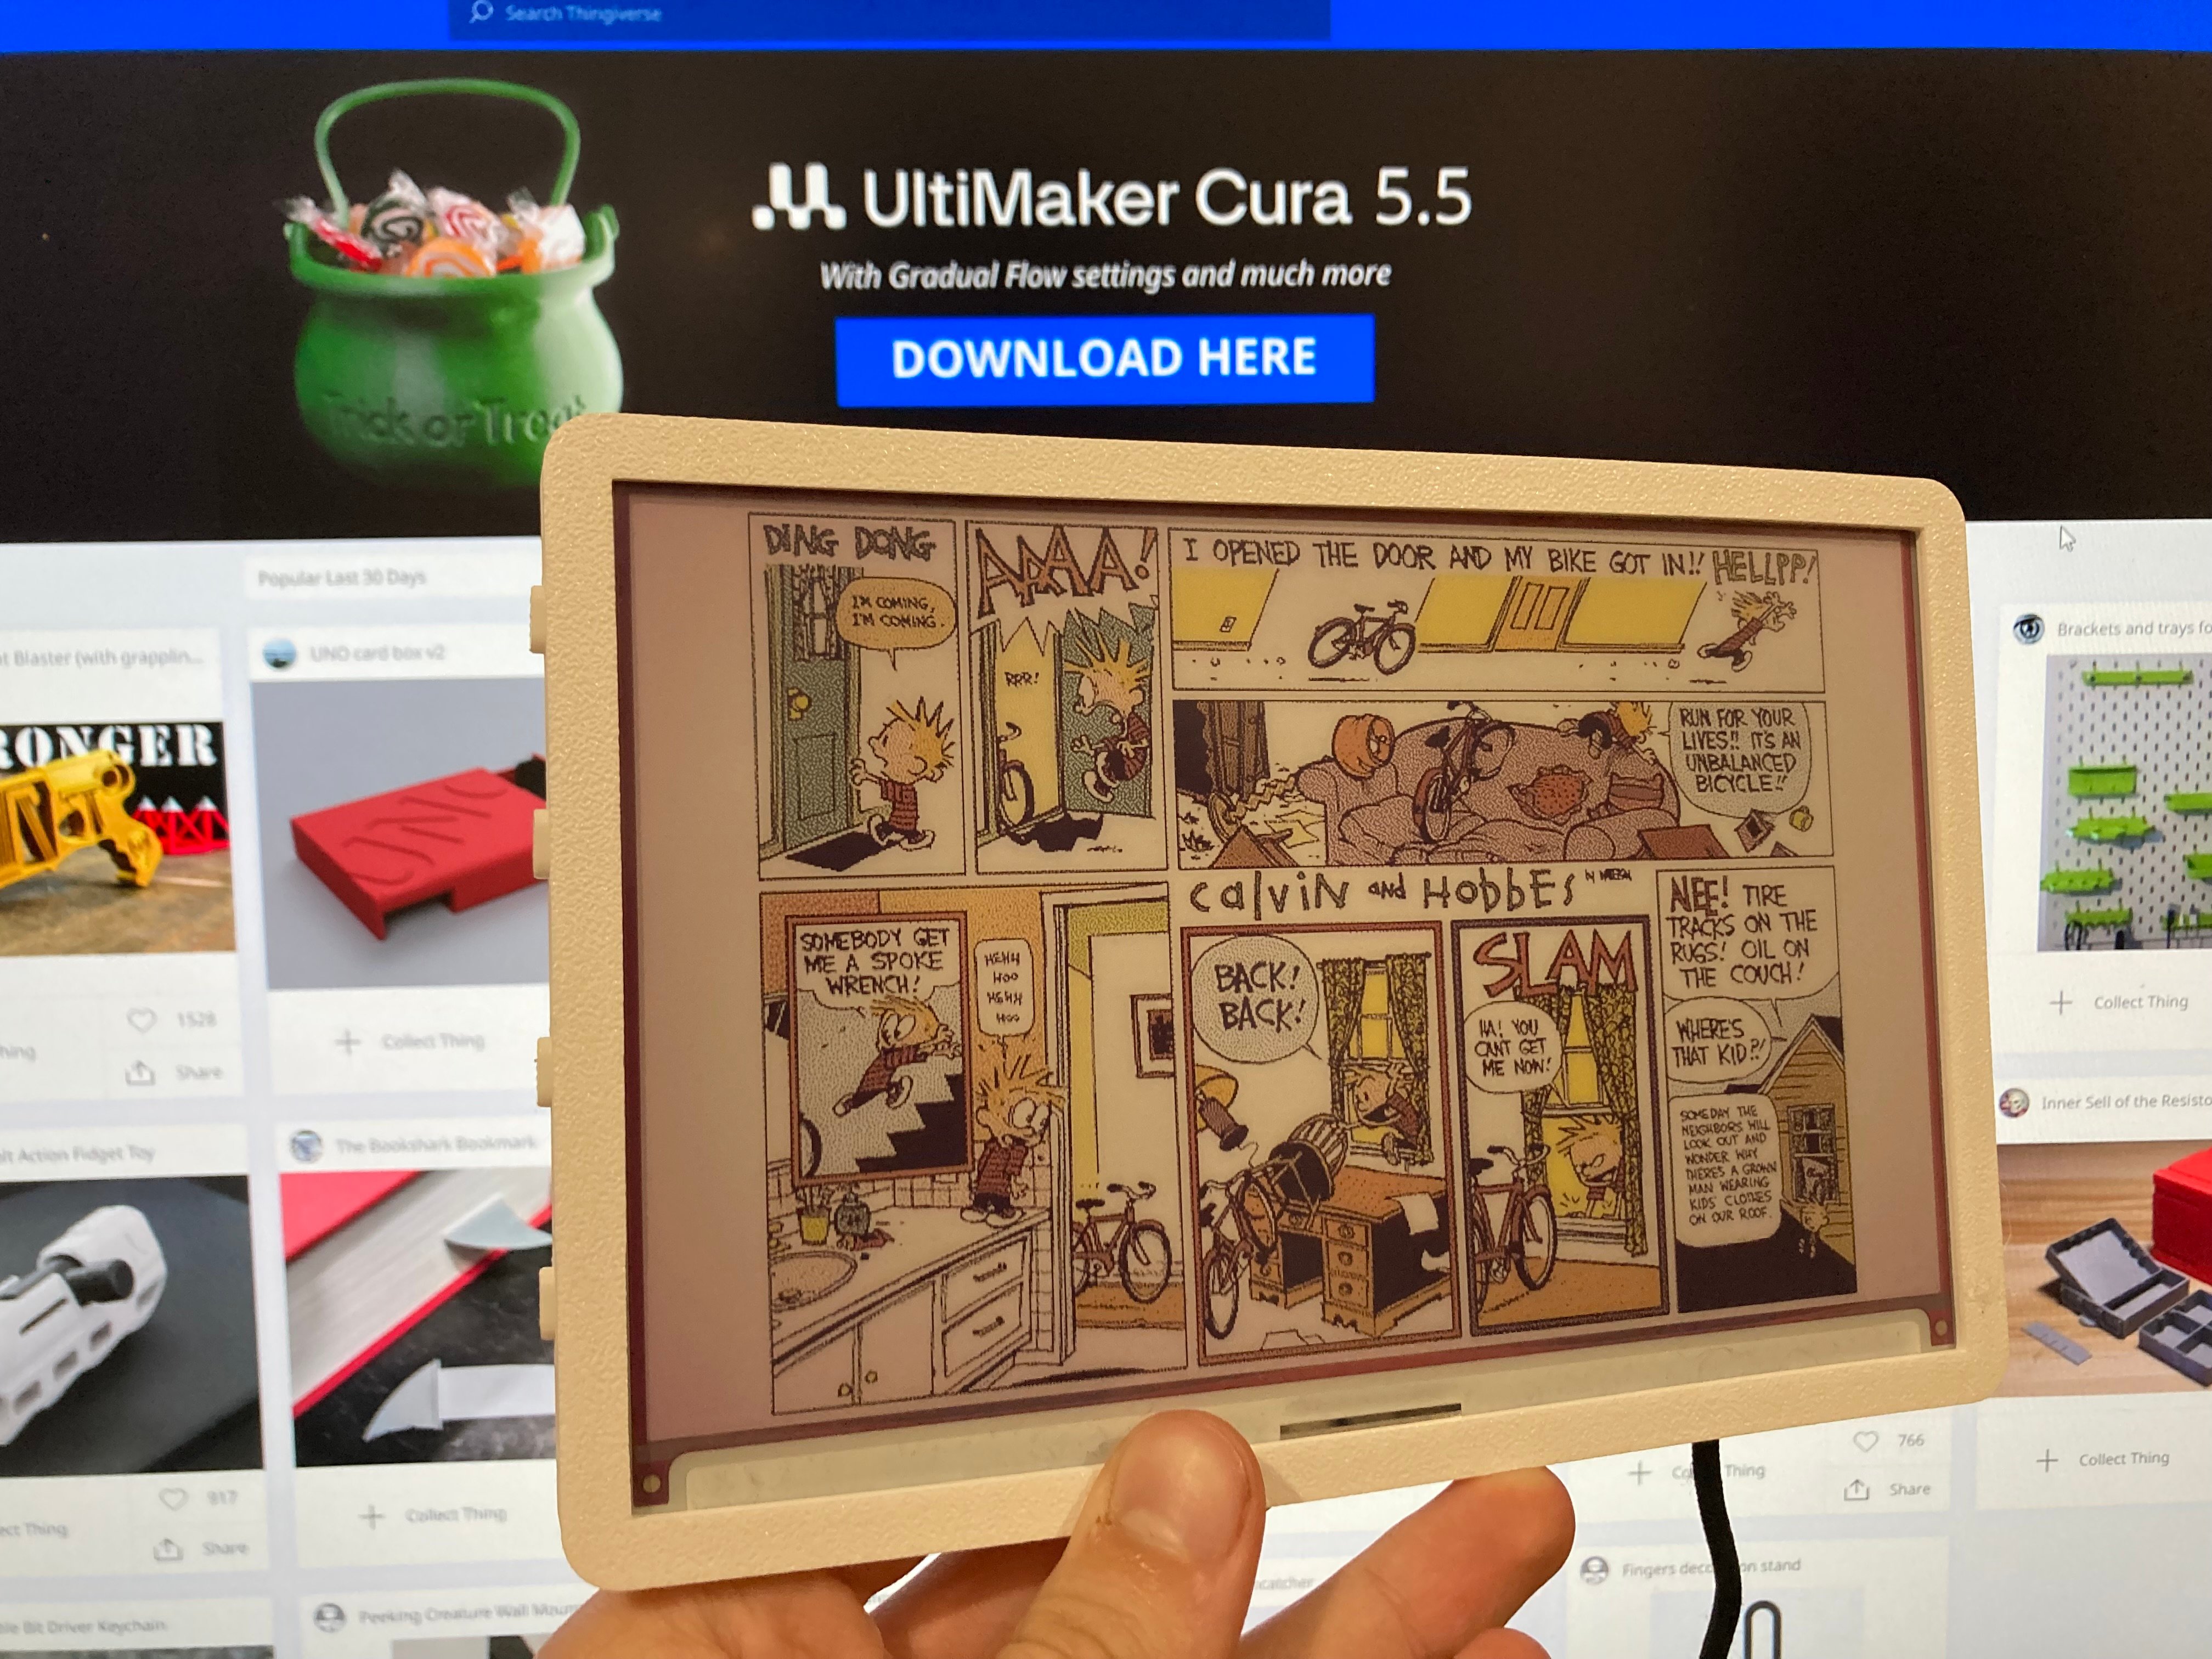 Search Thingiverse
UltiMaker Cura 5.5
With Gradual Flow settings and much more
DOWNLOAD HERE
Trick or Treat
Popular Last 30 Days
t Blaster (with grapplin...
UNO card box v2
RONGER
UNO
1528
Collect Thing
hing
Share
lt Action Fidget Toy
The Bookshark Bookmark
917
Collect Thing
ect Thing
Share
le Bit Driver Keychain
Peeking Creature Wall Moun
DING DONG
I'M COMING,
I'M COMING.
AAAA!
RRR!
I OPENED THE DOOR AND MY BIKE GOT IN!! HELLPP!
RUN FOR YOUR
LIVES!! IT'S AN
UNBALANCED
BICYCLE!!
SOMEBODY GET
ME A SPOKE
WRENCH!
HEHH
HOO
HEHH
HOO
Calvin and Hobbes by WATTERSON
BACK!
BACK!
SLAM
HA! YOU
CAN'T GET
ME NOW!
TIRE
TRACKS ON THE
RUGS! OIL ON
THE COUCH!
WHERE'S
THAT KID?!
SOMEDAY THE
NEIGHBORS WILL
LOOK OUT AND
WONDER WHY
THERE'S A GROWN
MAN WEARING
KIDS' CLOTHES
ON OUR ROOF.
Brackets and trays fo
Collect Thing
Inner Sell of the Resisto
766
Thing
Share
Collect Thing
catcher
Fingers deco on stand